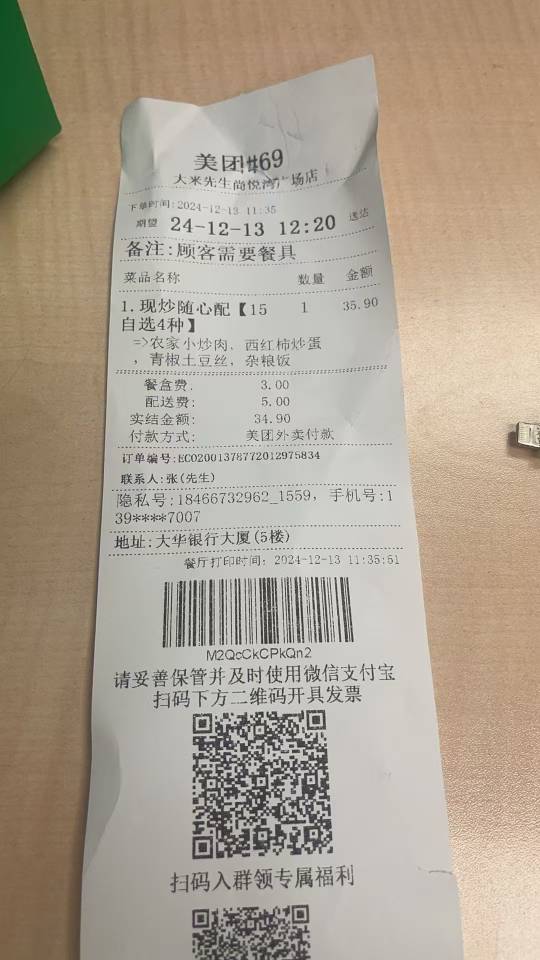 美团#69
大米先生尚悦湾广场店
下单时间:2024-12-13 11:35
期望 24-12-13 12:20 送达
备注:顾客需要餐具
菜品名称 数量 金额
1.现炒随心配【15 1 35.90
自选4种】
=>农家小炒肉，西红柿炒蛋
，青椒土豆丝，杂粮饭
餐盒费: 3.00
配送费: 5.00
实结金额: 34.90
付款方式: 美团外卖付款
订单编号:ECO2001378772012975834
联系人:张(先生)
隐私号:18466732962_1559，手机号:1
39****7007
地址:大华银行大厦(5楼)
餐厅打印时间: 2024-12-13 11:35:51
M2QcCkCPkQn2
请妥善保管并及时使用微信支付宝
扫码下方二维码开具发票
扫码入群领专属福利